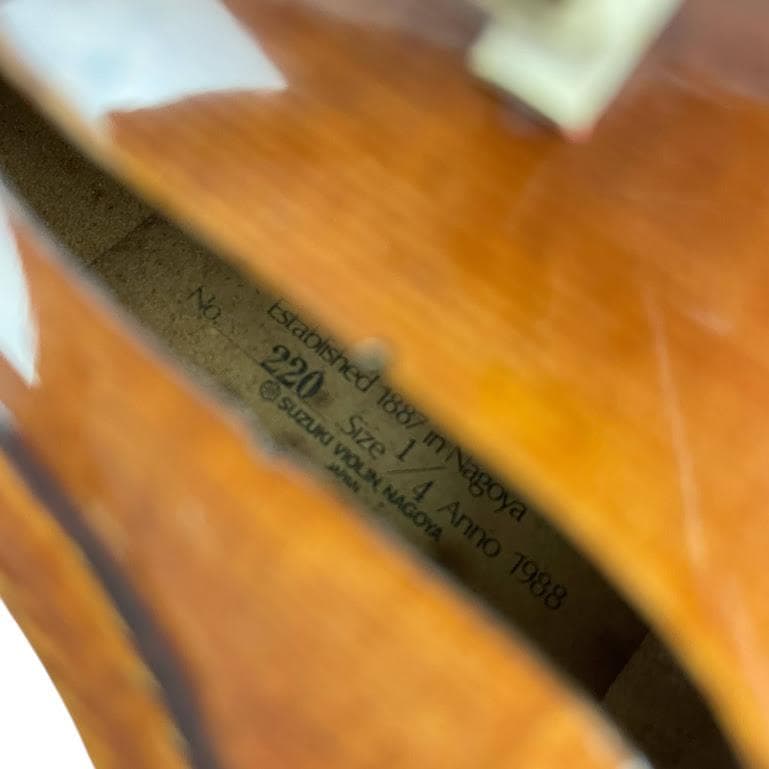 Established 1887 in Nagoya
No. 220 Size 1/4 Anno 1988
SUZUKI VIOLIN NAGOYA
JAPAN